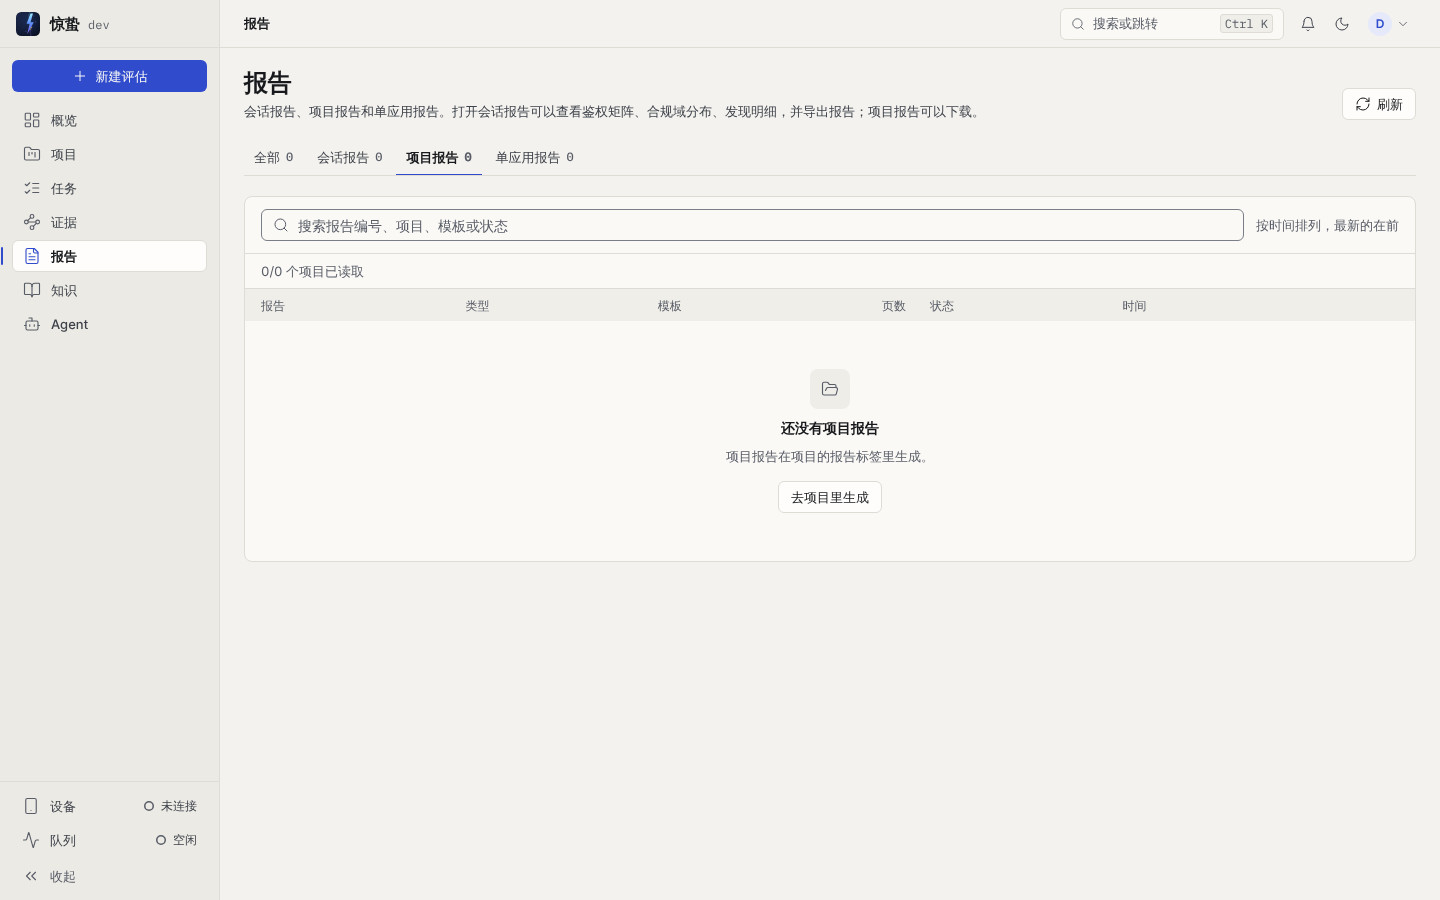 惊蛰 dev
报告
搜索或跳转 Ctrl K
D
新建评估
概览
项目
任务
证据
报告
知识
Agent
设备 未连接
队列 空闲
收起
报告
会话报告、项目报告和单应用报告。打开会话报告可以查看鉴权矩阵、合规域分布、发现明细，并导出报告；项目报告可以下载。
刷新
全部 0 会话报告 0 项目报告 0 单应用报告 0
搜索报告编号、项目、模板或状态 按时间排列，最新的在前
0/0 个项目已读取
报告 类型 模板 页数 状态 时间
还没有项目报告
项目报告在项目的报告标签里生成。
去项目里生成